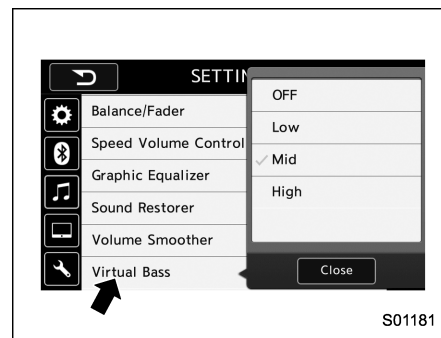 SETTIN
Balance/Fader
Speed Volume Control
Graphic Equalizer
Sound Restorer
Volume Smoother
Virtual Bass
OFF
Low
Mid
High
Close
S01181